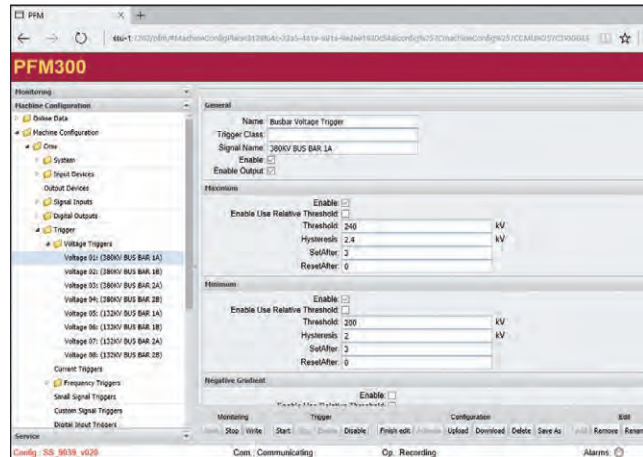 PFM
PFM300
Monitoring
Machine Configuration
Online Data
Machine Configuration
Cmu
System
Input Devices
Output Devices
Signal Inputs
Digital Outputs
Trigger
Voltage Triggers
Voltage 01: (380KV BUS BAR 1A)
Voltage 02: (380KV BUS BAR 1B)
Voltage 03: (380KV BUS BAR 2A)
Voltage 04: (380KV BUS BAR 2B)
Voltage 05: (132KV BUS BAR 1A)
Voltage 06: (132KV BUS BAR 1B)
Voltage 07: (132KV BUS BAR 2A)
Voltage 08: (132KV BUS BAR 2B)
Current Triggers
Frequency Triggers
Small Signal Triggers
Custom Signal Triggers
Digital Input Triggers
Service
General
Name: Busbar Voltage Trigger
Trigger Class:
Signal Name: 380KV BUS BAR 1A
Enable:
Enable Output:
Maximum
Enable:
Enable Use Relative Threshold:
Threshold: 240 kV
Hysteresis: 2.4 kV
SetAfter: 3
ResetAfter: 0
Minimum
Enable:
Enable Use Relative Threshold:
Threshold: 200 kV
Hysteresis: 2 kV
SetAfter: 3
ResetAfter: 0
Negative Gradient
Enable:
Enable Use Relative Threshold:
Monitoring Trigger Configuration Edit
Stop Write Start Disable Finish edit Upload Download Delete Save As Remove
Config: SS_9039_v020 Com.: Communicating Op.: Recording Alarms: